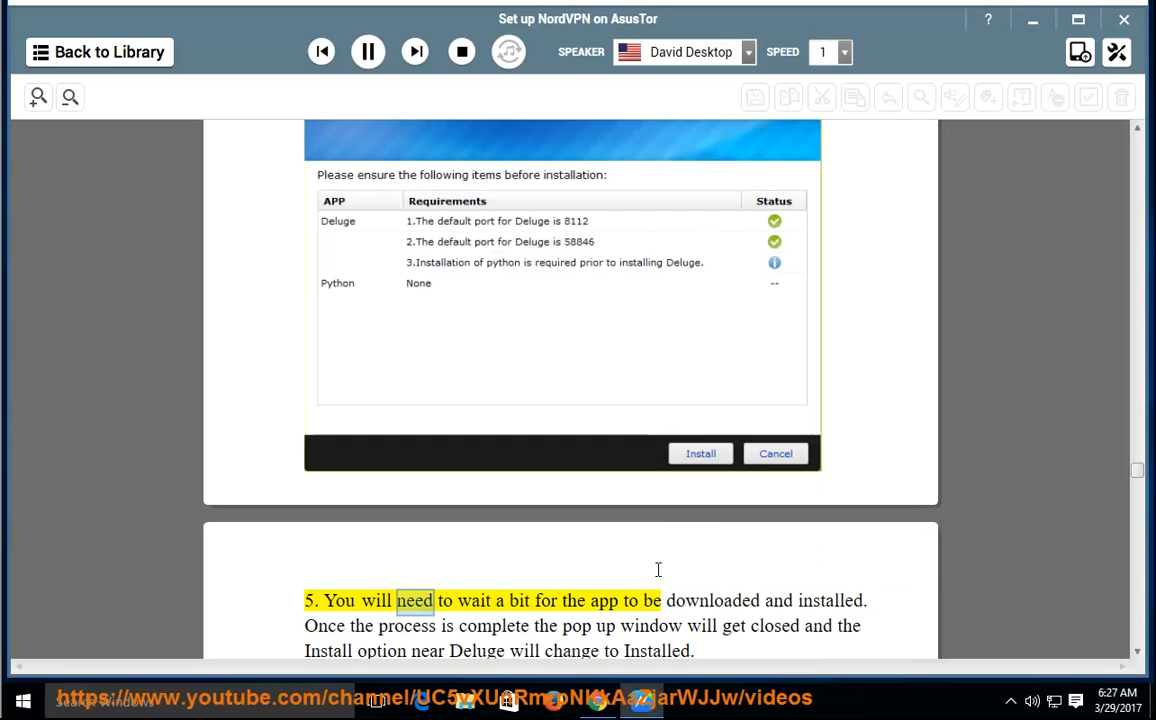 Set up NordVPN on AsusTor
?
Back to Library
SPEAKER
David Desktop
SPEED
1
Please ensure the following items before installation:
APP Requirements Status
Deluge 1.The default port for Deluge is 8112
2.The default port for Deluge is 58846
3.Installation of python is required prior to installing Deluge.
Python None --
Install Cancel
5. You will need to wait a bit for the app to be downloaded and installed.
Once the process is complete the pop up window will get closed and the
Install option near Deluge will change to Installed.
Search Windows
6:27 AM
3/29/2017